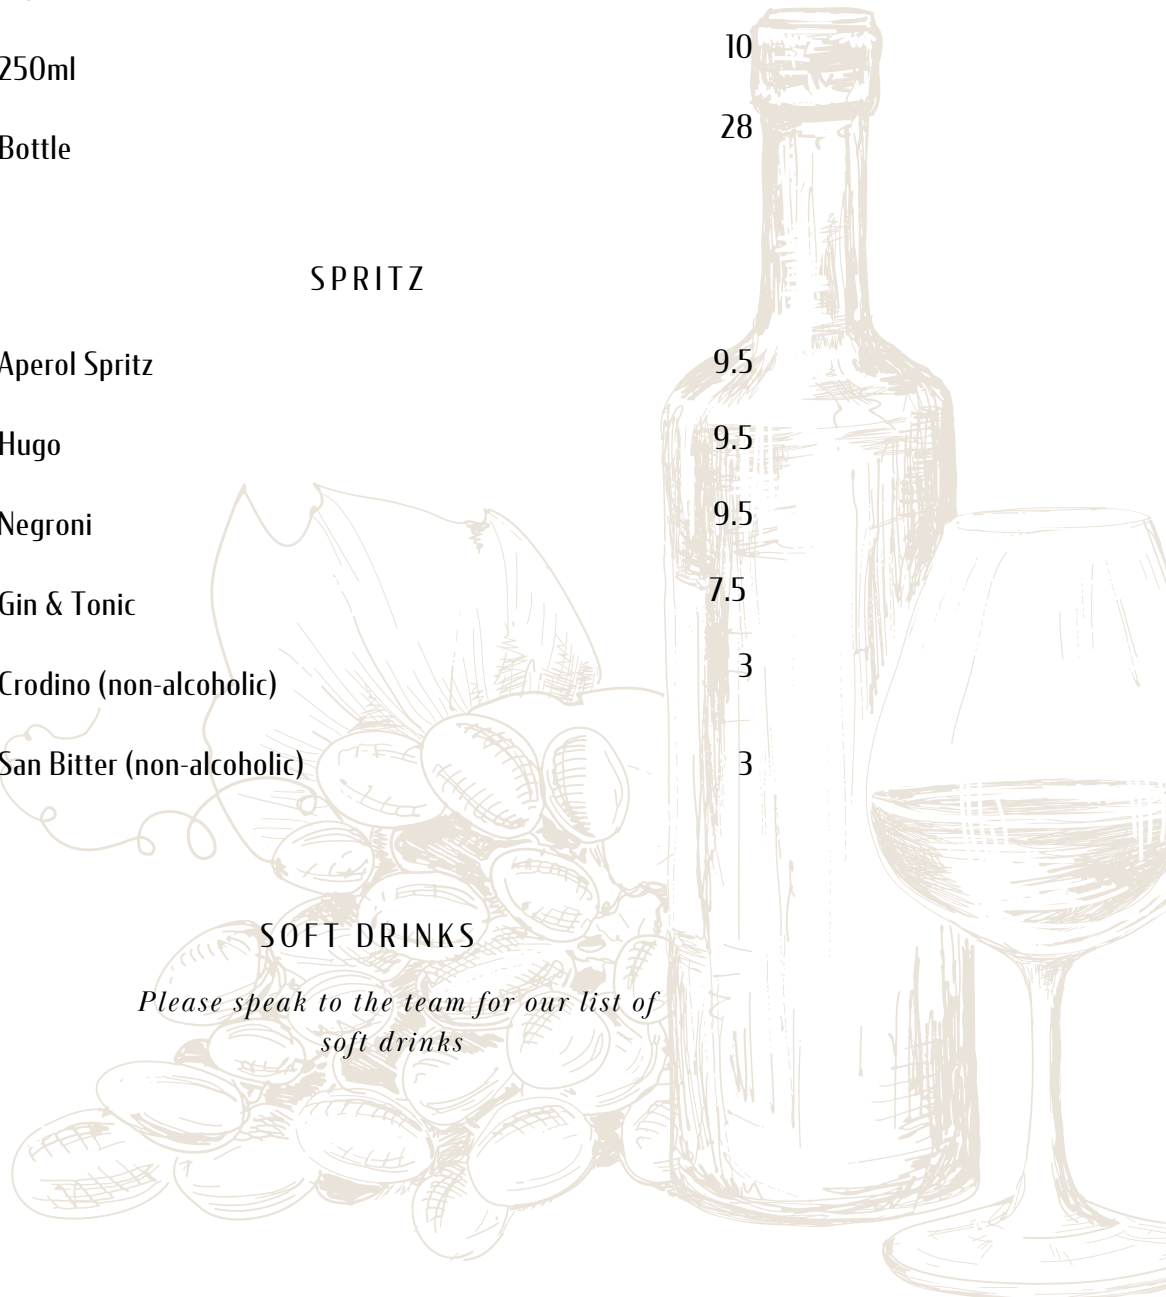 250ml 10
Bottle 28
SPRITZ
Aperol Spritz 9.5
Hugo 9.5
Negroni 9.5
Gin & Tonic 7.5
Crodino (non-alcoholic) 3
San Bitter (non-alcoholic) 3
SOFT DRINKS
Please speak to the team for our list of
soft drinks